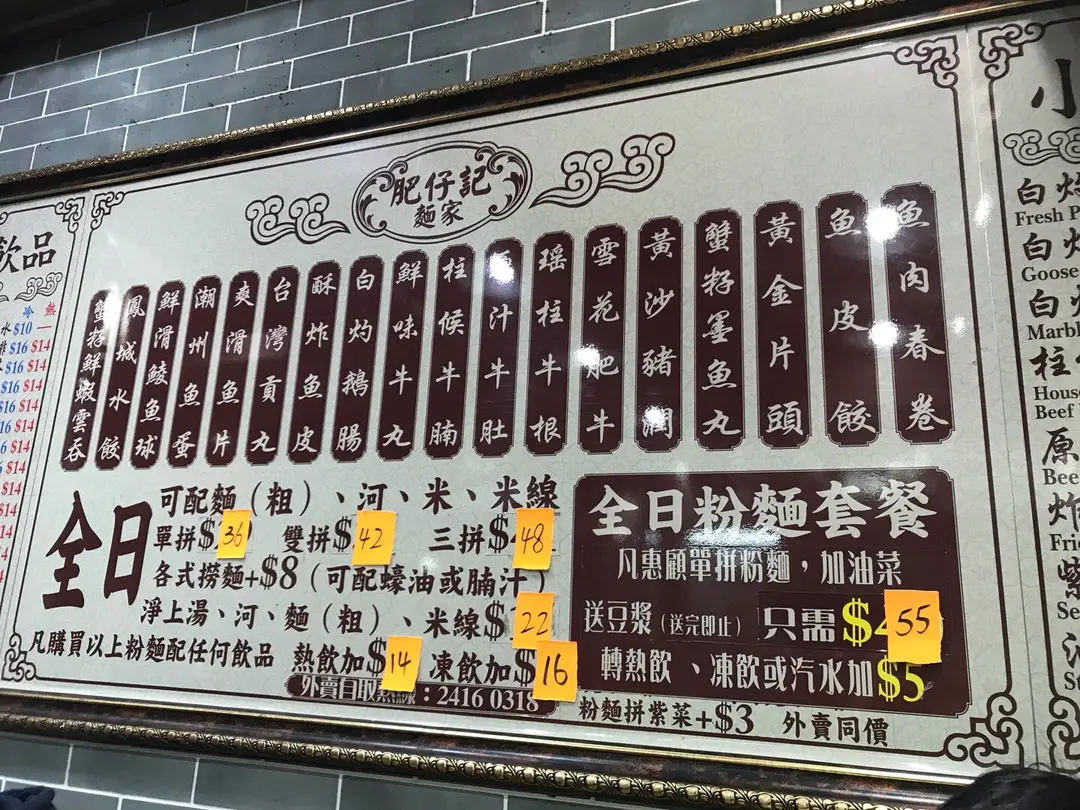 肥仔記
麵家
蟹籽鮮蝦雲吞
鳳城水餃
鮮滑鯪魚球
潮州魚蛋
爽滑魚片
台灣貢丸
酥炸魚皮
白灼鵝腸
鮮味牛丸
柱候牛腩
汁牛肚
瑤柱牛根
雪花肥牛
黃沙豬潤
蟹籽墨魚丸
黃金片頭
魚皮餃
魚肉春卷
全日
可配麵（粗）、河、米、米線
單拼$36 雙拼$42 三拼$48
各式撈麵+$8（可配蠔油或腩汁）
淨上湯、河、麵（粗）、米線$22
凡購買以上粉麵配任何飲品 熱飲加$14 凍飲加$16
外賣自取熱線：2416 0318
全日粉麵套餐
凡惠顧單拼粉麵，加油菜
送豆漿（送完即止）只需$55
轉熱飲、凍飲或汽水加$5
粉麵拼紫菜+$3 外賣同價
飲品
冷 熱
水 $10 —
$16 $14
$16 $14
$16 $14
$16 $14
$16 $14
$16 $14
$14
$14
小
白灼
Fresh
白灼
Goose
白灼
Marbl
柱
House
Beef
原
Bee
炸
Frie
紫
Se